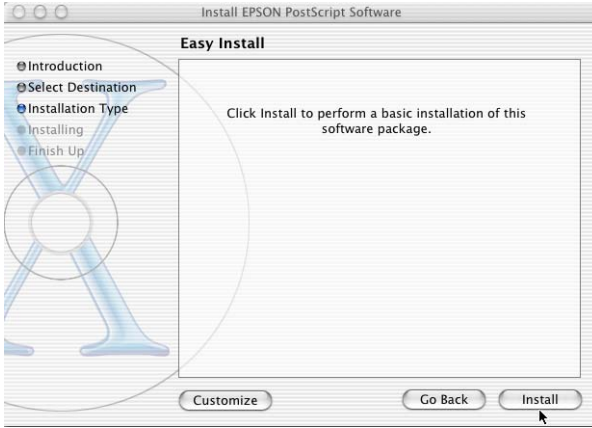 Install EPSON PostScript Software
Easy Install
Introduction
Select Destination
Installation Type
Installing
Finish Up
Click Install to perform a basic installation of this
software package.
Customize
Go Back
Install